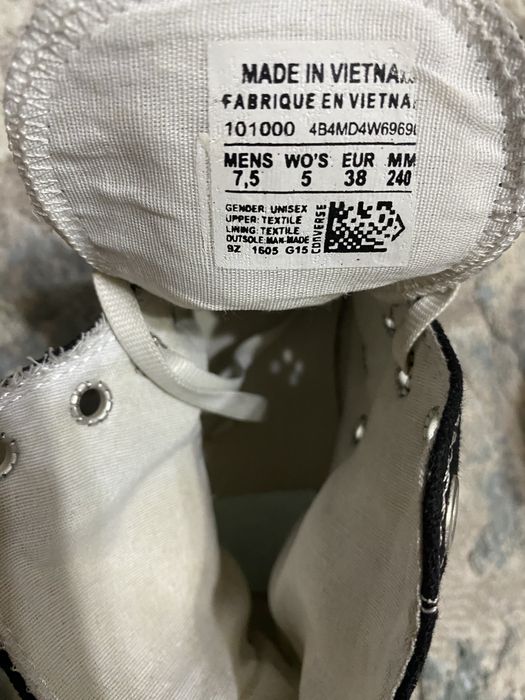 MADE IN VIETNA
FABRIQUE EN VIETNA
101000 4B4MD4W6969
MENS WO'S EUR MM
7,5 5 38 240
GENDER: UNISEX
UPPER: TEXTILE
LINING: TEXTILE
OUTSOLE: MAN-MADE
9Z 1605 G15
CONVERSE